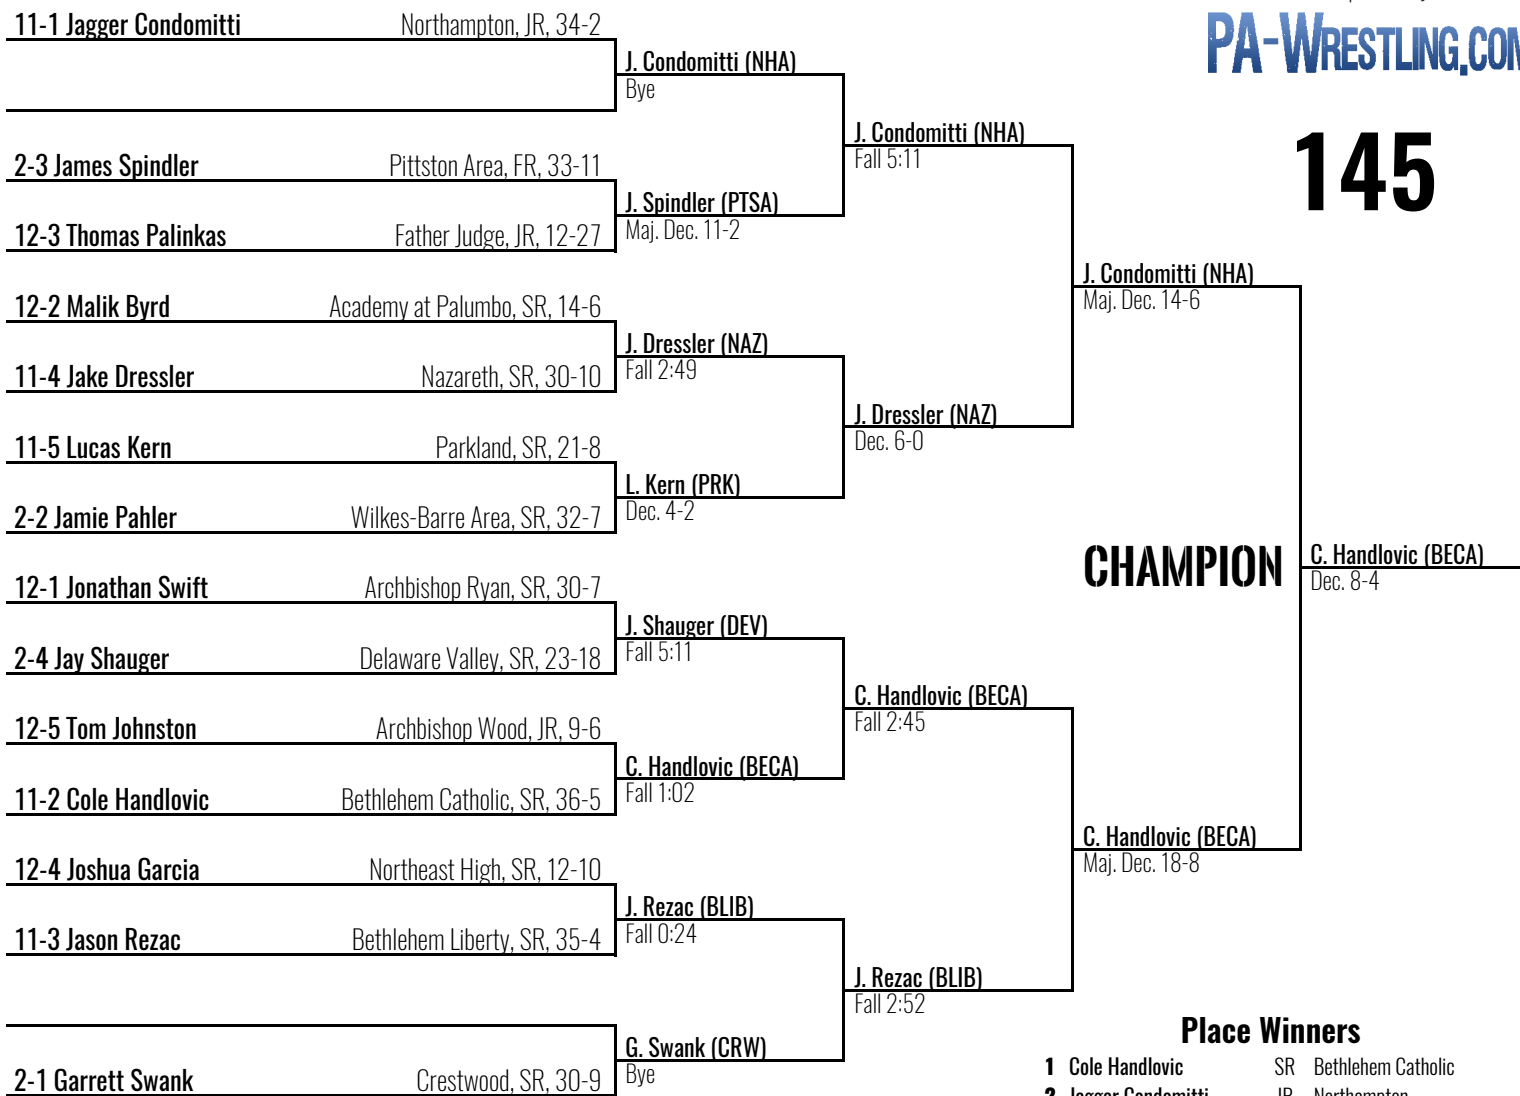 PA-WRESTLING.COM
145
11-1 Jagger Condomitti Northampton, JR, 34-2
J. Condomitti (NHA)
Bye
J. Condomitti (NHA)
Fall 5:11
2-3 James Spindler Pittston Area, FR, 33-11
J. Spindler (PTSA)
Maj. Dec. 11-2
12-3 Thomas Palinkas Father Judge, JR, 12-27
J. Condomitti (NHA)
Maj. Dec. 14-6
12-2 Malik Byrd Academy at Palumbo, SR, 14-6
J. Dressler (NAZ)
Fall 2:49
11-4 Jake Dressler Nazareth, SR, 30-10
J. Dressler (NAZ)
Dec. 6-0
11-5 Lucas Kern Parkland, SR, 21-8
L. Kern (PRK)
Dec. 4-2
2-2 Jamie Pahler Wilkes-Barre Area, SR, 32-7
CHAMPION
C. Handlovic (BECA)
Dec. 8-4
12-1 Jonathan Swift Archbishop Ryan, SR, 30-7
J. Shauger (DEV)
Fall 5:11
2-4 Jay Shauger Delaware Valley, SR, 23-18
C. Handlovic (BECA)
Fall 2:45
12-5 Tom Johnston Archbishop Wood, JR, 9-6
C. Handlovic (BECA)
Fall 1:02
11-2 Cole Handlovic Bethlehem Catholic, SR, 36-5
C. Handlovic (BECA)
Maj. Dec. 18-8
12-4 Joshua Garcia Northeast High, SR, 12-10
J. Rezac (BLIB)
Fall 0:24
11-3 Jason Rezac Bethlehem Liberty, SR, 35-4
J. Rezac (BLIB)
Fall 2:52
G. Swank (CRW)
Bye
2-1 Garrett Swank Crestwood, SR, 30-9
Place Winners
1 Cole Handlovic SR Bethlehem Catholic
2 Jagger Condomitti JR Northampton